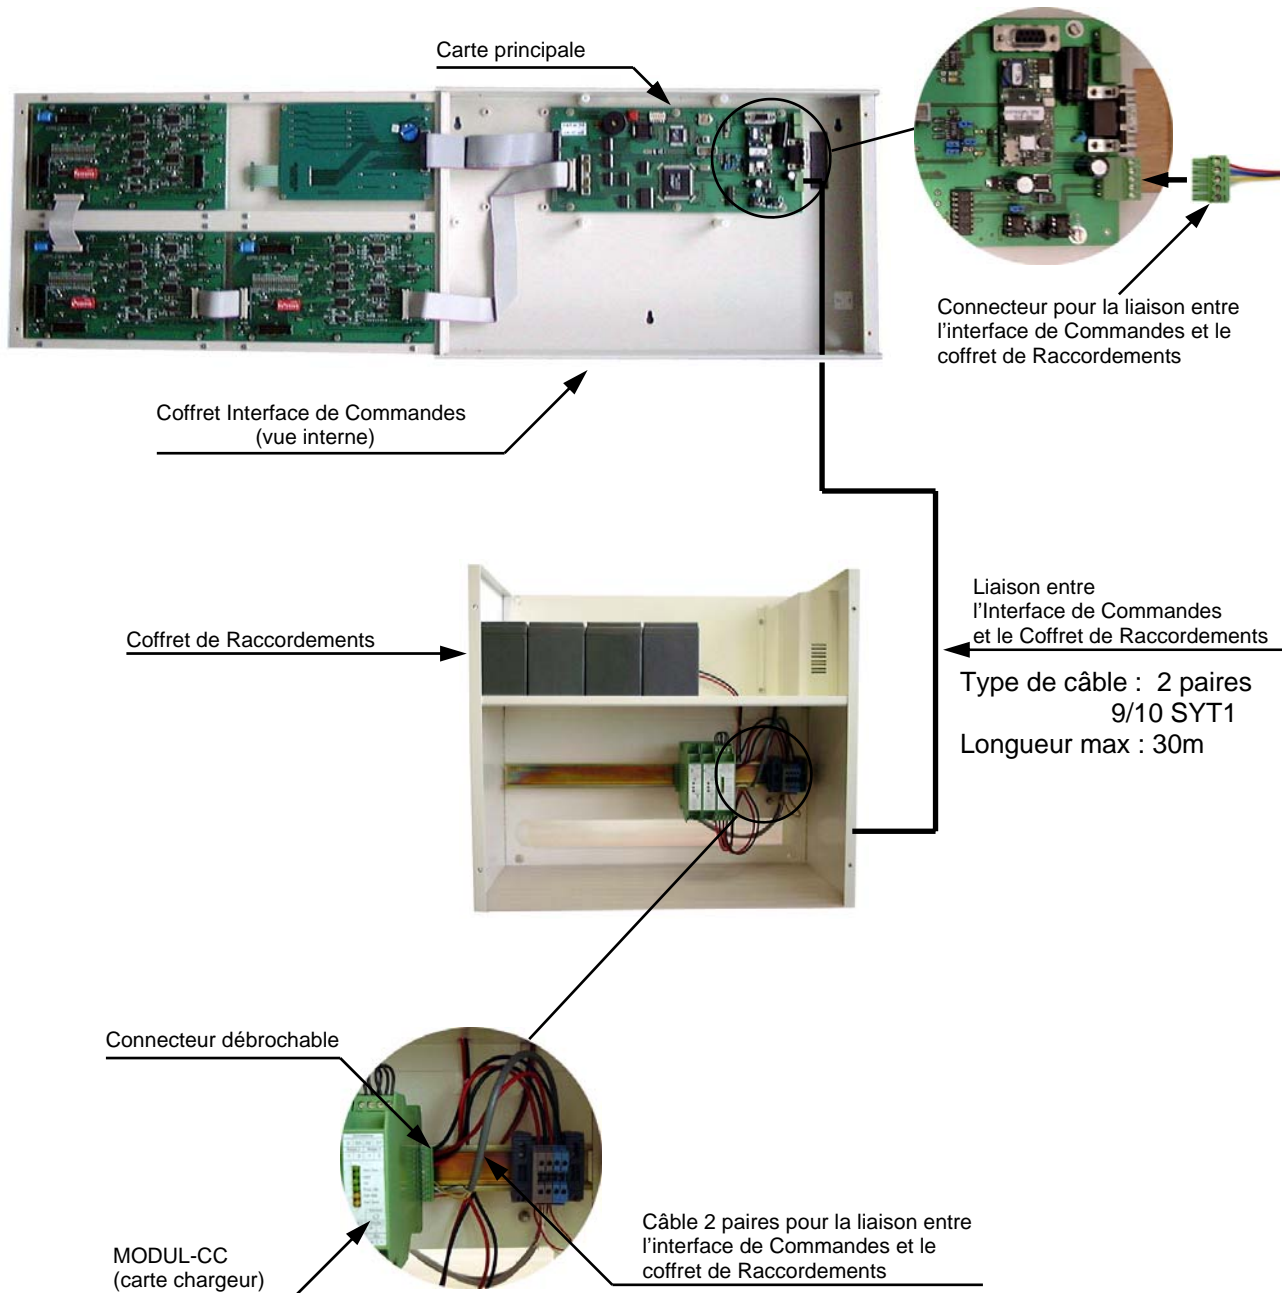 Carte principale
Connecteur pour la liaison entre
l'interface de Commandes et le
coffret de Raccordements
Coffret Interface de Commandes
(vue interne)
Liaison entre
l'Interface de Commandes
et le Coffret de Raccordements
Type de câble : 2 paires
9/10 SYT1
Longueur max : 30m
Coffret de Raccordements
Connecteur débrochable
Câble 2 paires pour la liaison entre
l'interface de Commandes et le
coffret de Raccordements
MODUL-CC
(carte chargeur)